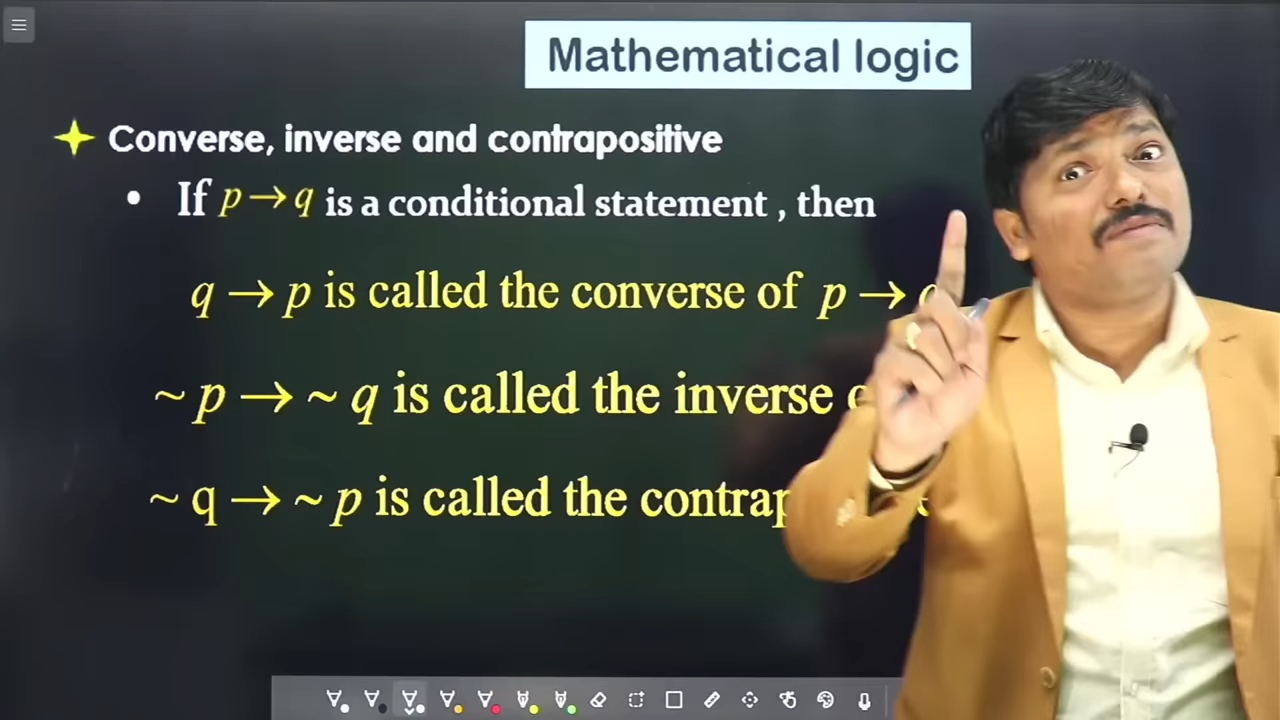 Mathematical logic
Converse, inverse and contrapositive
• If p → q is a conditional statement , then
q → p is called the converse of p →
~ p → ~ q is called the inverse
~ q → ~ p is called the